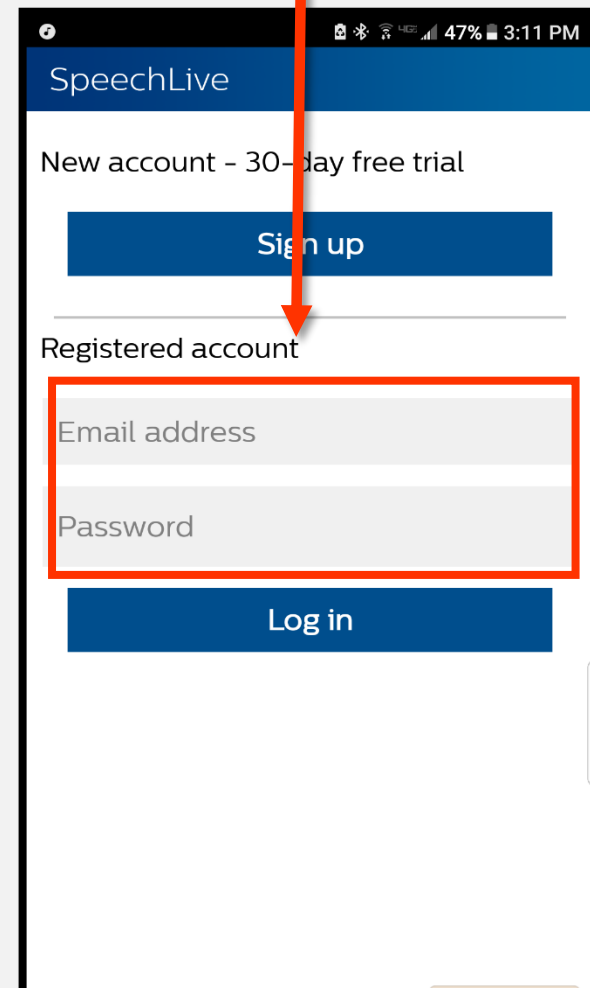 4G 47% 3:11 PM
SpeechLive
New account - 30-day free trial
Sign up
Registered account
Email address
Password
Log in